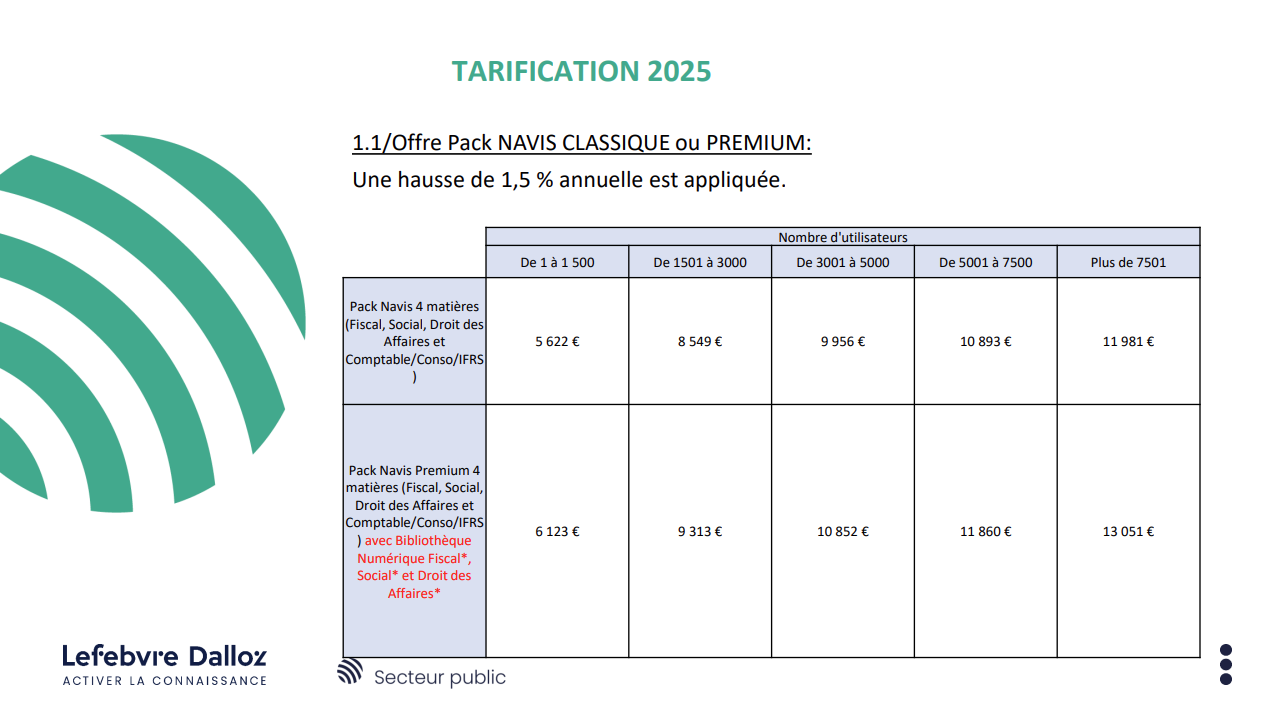 TARIFICATION 2025
1.1/Offre Pack NAVIS CLASSIQUE ou PREMIUM:
Une hausse de 1,5 % annuelle est appliquée.
Nombre d'utilisateurs
De 1 à 1 500
De 1501 à 3000
De 3001 à 5000
De 5001 à 7500
Plus de 7501
Pack Navis 4 matières
(Fiscal, Social, Droit des
Affaires et
Comptable/Conso/IFRS
)
5 622 €
8 549 €
9 956 €
10 893 €
11 981 €
Pack Navis Premium 4
matières (Fiscal, Social,
Droit des Affaires et
Comptable/Conso/IFRS
) avec Bibliothèque
Numérique Fiscal*,
Social* et Droit des
Affaires*
6 123 €
9 313 €
10 852 €
11 860 €
13 051 €
Lefebvre Dalloz
ACTIVER LA CONNAISSANCE
Secteur public